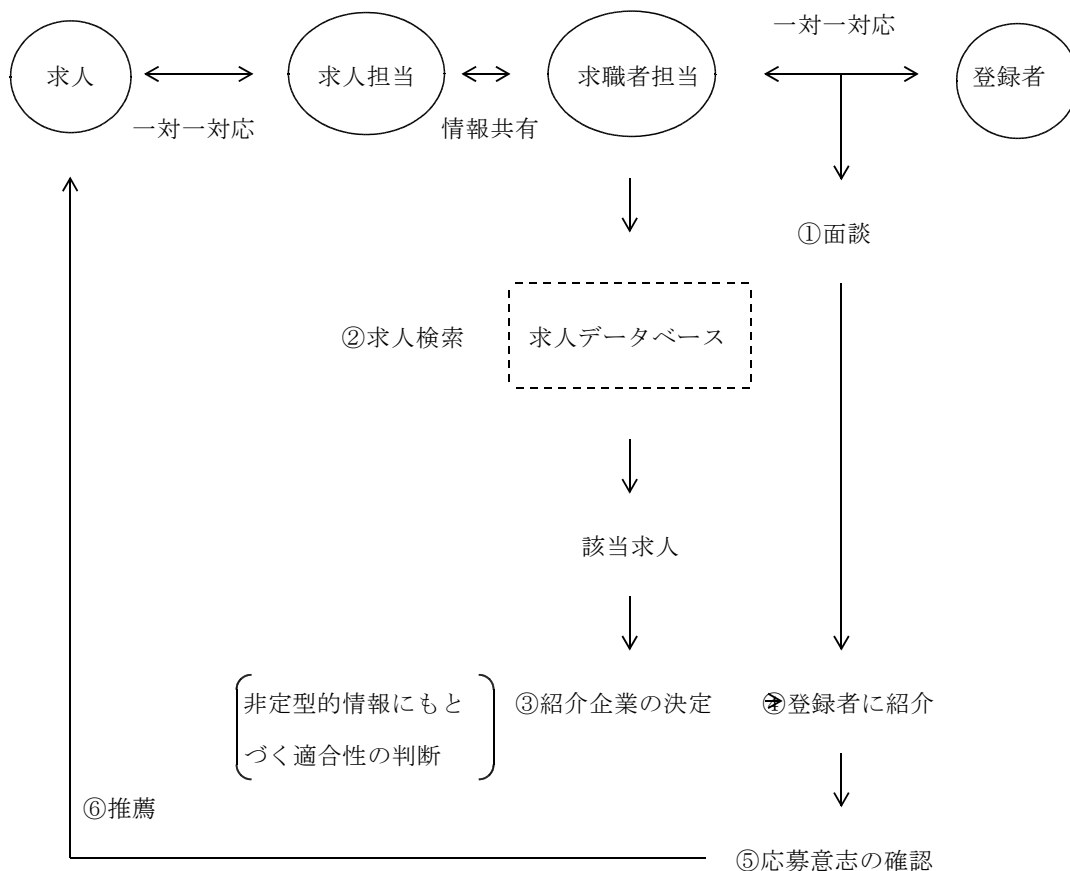 一対一対応
求人
求人担当
求職者担当
登録者
一対一対応
情報共有
①面談
②求人検索
求人データベース
該当求人
非定型的情報にもと
づく適合性の判断
③紹介企業の決定
④登録者に紹介
⑥推薦
⑤応募意志の確認